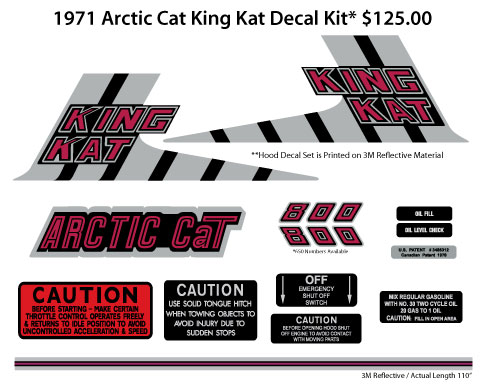 1971 Arctic Cat King Kat Decal Kit* $125.00
KING
KAT
KING
KAT
**Hood Decal Set is Printed on 3M Reflective Material
ARCTIC CaT
800
800
*650 Numbers Available
OIL FILL
OIL LEVEL CHECK
U.S. PATENT #3485312
Canadian Patent 1970
CAUTION
BEFORE STARTING – MAKE CERTAIN
THROTTLE CONTROL OPERATES FREELY
& RETURNS TO IDLE POSITION TO AVOID
UNCONTROLLED ACCELERATION & SPEED
CAUTION
USE SOLID TONGUE HITCH
WHEN TOWING OBJECTS TO
AVOID INJURY DUE TO
SUDDEN STOPS
OFF
EMERGENCY
SHUT OFF
SWITCH
CAUTION
BEFORE OPENING HOOD SHUT
OFF ENGINE TO AVOID CONTACT
WITH MOVING PARTS
MIX REGULAR GASOLINE
WITH NO. 30 TWO CYCLE OIL
20 GAS TO 1 OIL
CAUTION FILL IN OPEN AREA
3M Reflective / Actual Length 110"